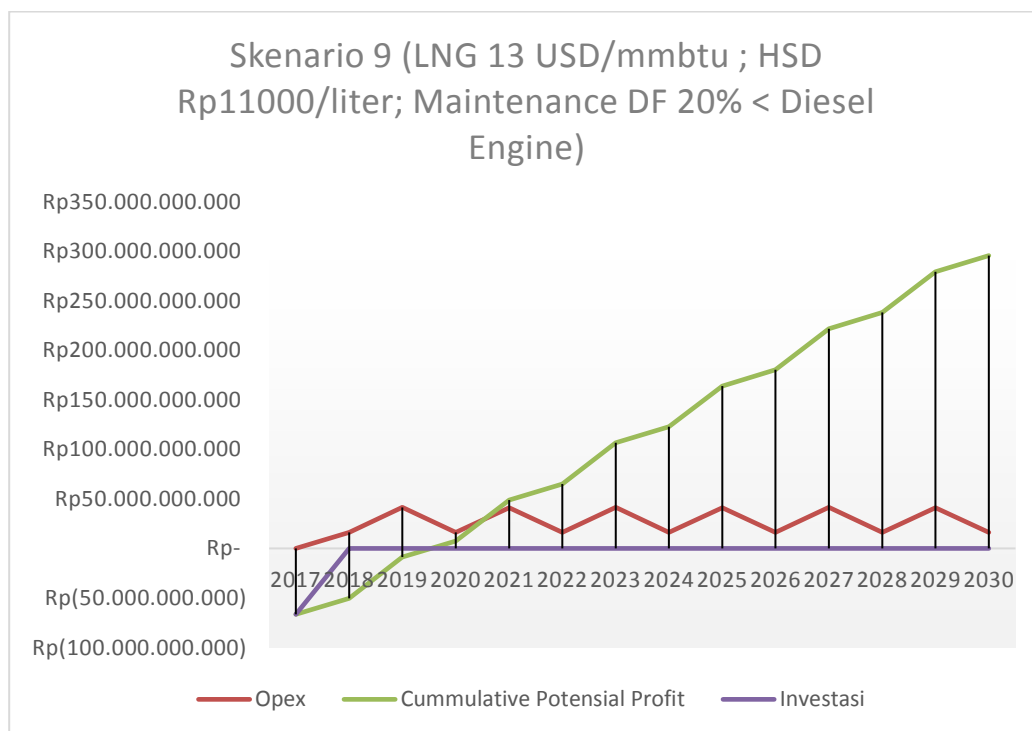 Skenario 9 (LNG 13 USD/mmbtu ; HSD
Rp11000/liter; Maintenance DF 20% < Diesel
Engine)
Rp350.000.000.000
Rp300.000.000.000
Rp250.000.000.000
Rp200.000.000.000
Rp150.000.000.000
Rp100.000.000.000
Rp50.000.000.000
Rp-
2017 2018 2019 2020 2021 2022 2023 2024 2025 2026 2027 2028 2029 2030
Rp(50.000.000.000)
Rp(100.000.000.000)
Opex Cummulative Potensial Profit Investasi